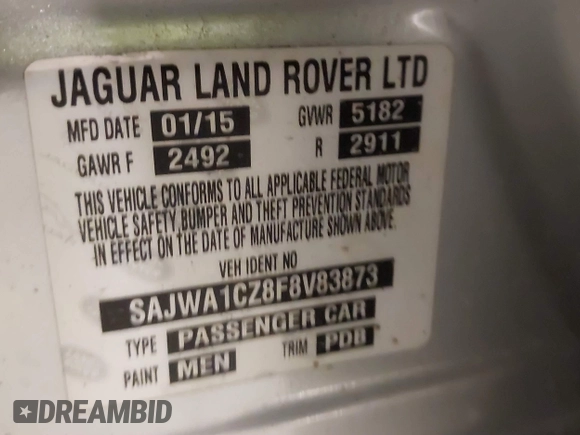 JAGUAR LAND ROVER LTD
MFD DATE 01/15 GVWR 5182
GAWR F 2492 R 2911
THIS VEHICLE CONFORMS TO ALL APPLICABLE FEDERAL MOTOR
VEHICLE SAFETY, BUMPER AND THEFT PREVENTION STANDARDS
IN EFFECT ON THE DATE OF MANUFACTURE SHOWN ABOVE.
VEH IDENT NO
SAJWA1CZ8F8V83873
TYPE PASSENGER CAR
PAINT MEN TRIM PDB
DREAMBID